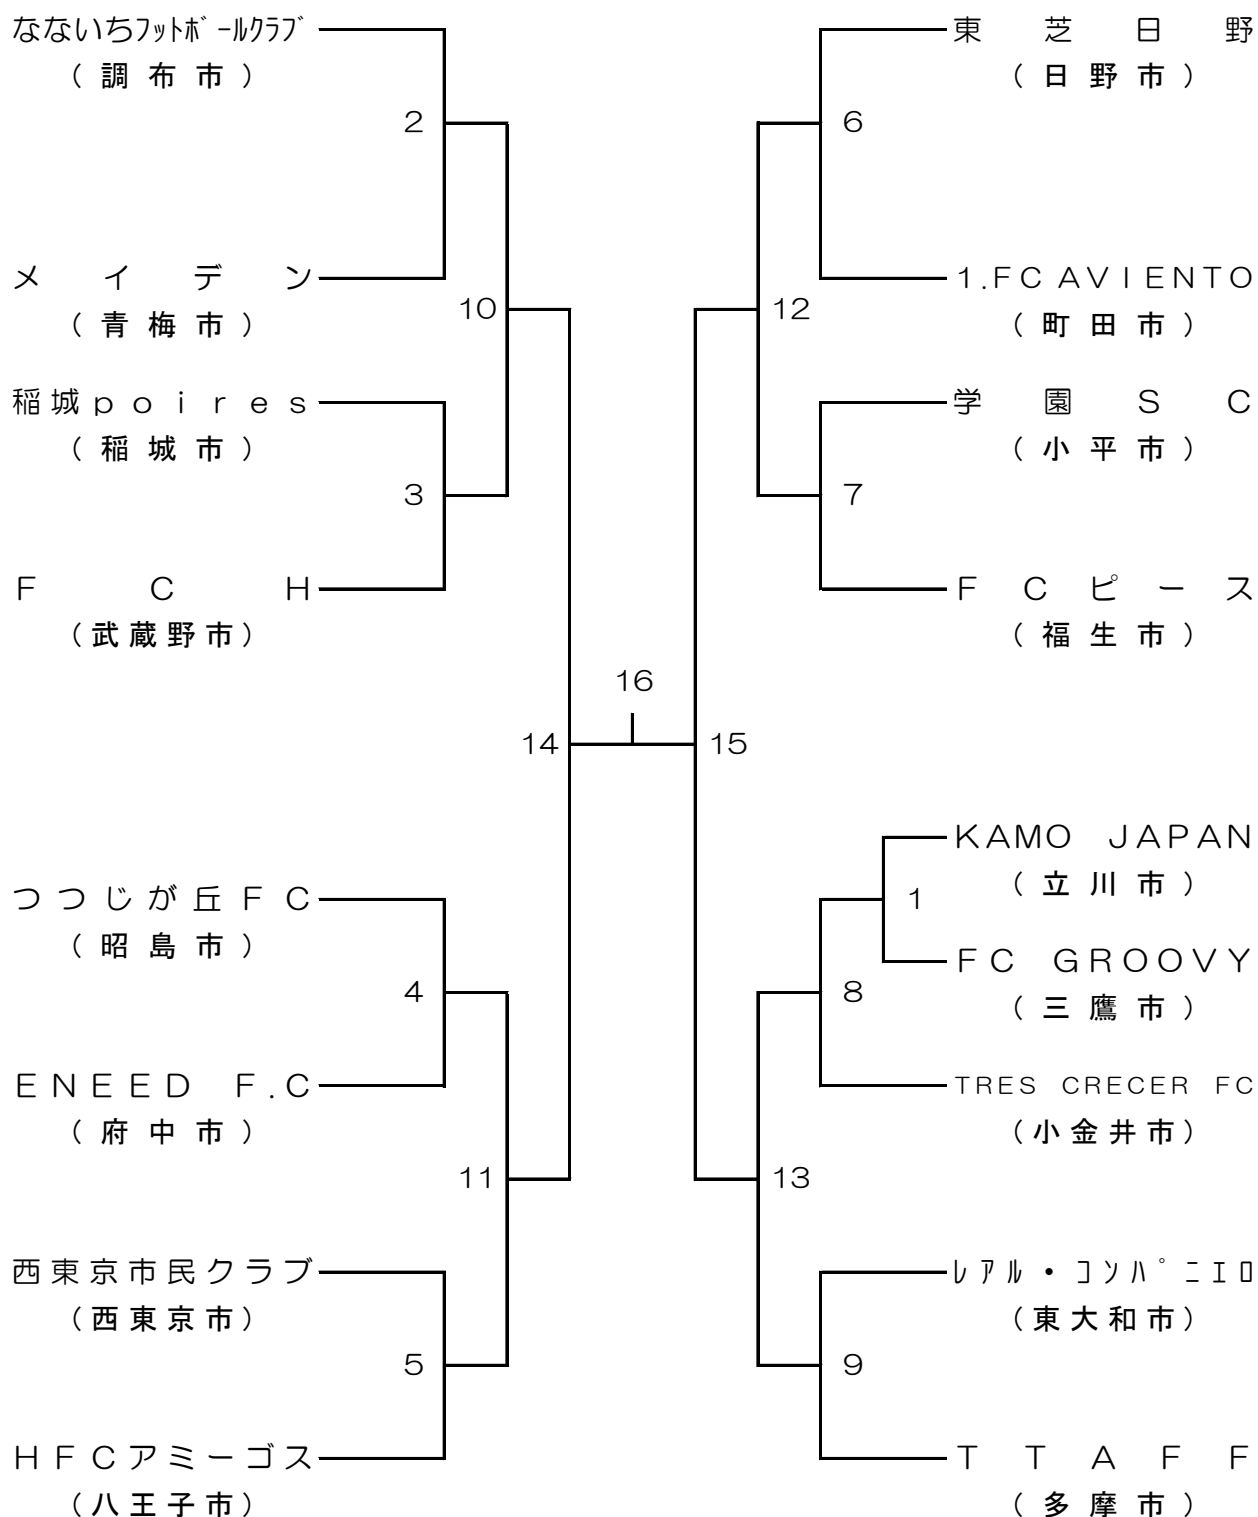 なないちフットボールクラブ
（調布市）
2
メイデン
（青梅市）
10
稲城poires
（稲城市）
3
FCH
（武蔵野市）
14
つつじが丘FC
（昭島市）
4
ENEED F.C
（府中市）
11
西東京市民クラブ
（西東京市）
5
HFCアミーゴス
（八王子市）
16
東芝日野
（日野市）
6
1.FC AVIENTO
（町田市）
12
学園SC
（小平市）
7
FCピース
（福生市）
15
KAMO JAPAN
（立川市）
1
FC GROOVY
（三鷹市）
8
TRES CRECER FC
（小金井市）
13
ﾚｱﾙ・ｺﾝﾊﾟﾆｴﾛ
（東大和市）
9
TTAFF
（多摩市）